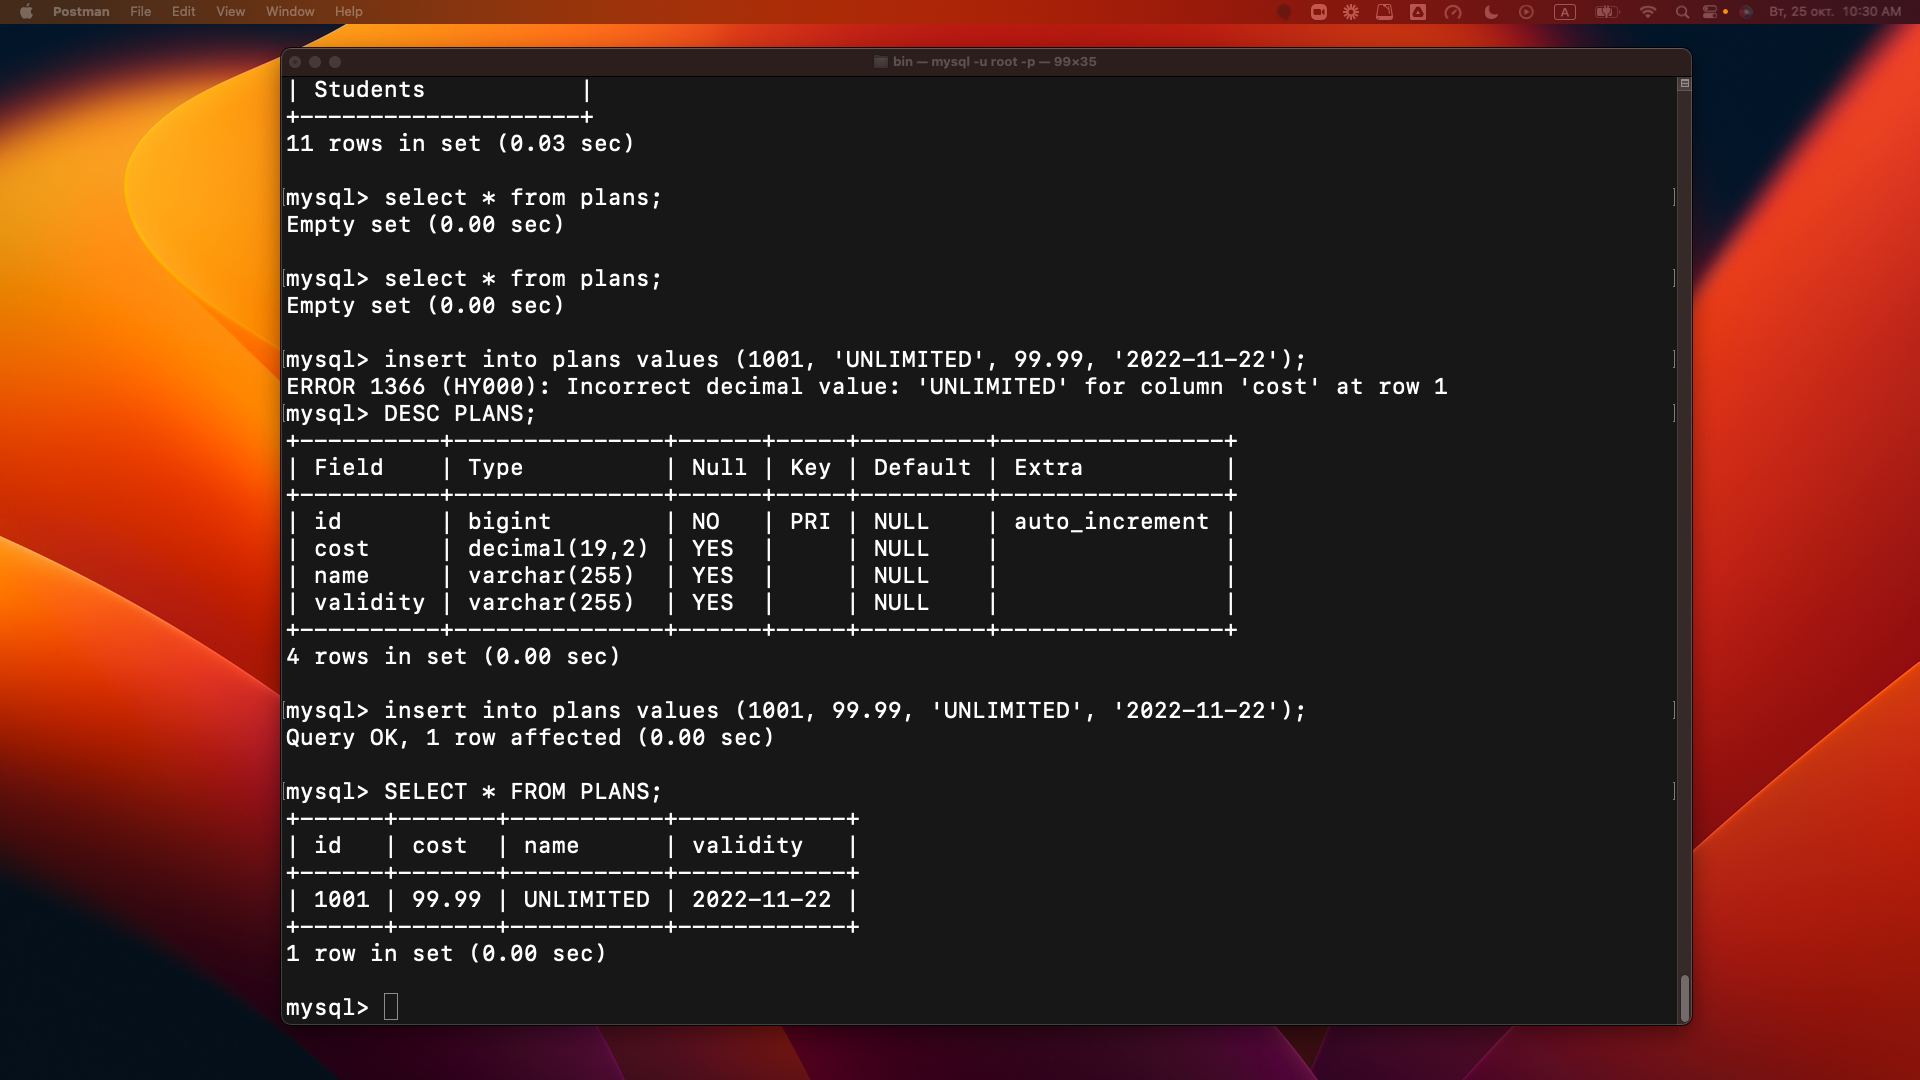 Postman File Edit View Window Help A Вт, 25 окт. 10:30 AM
bin — mysql -u root -p — 99×35
| Students           |
+--------------------+
11 rows in set (0.03 sec)
mysql> select * from plans;
Empty set (0.00 sec)
mysql> select * from plans;
Empty set (0.00 sec)
mysql> insert into plans values (1001, 'UNLIMITED', 99.99, '2022-11-22');
ERROR 1366 (HY000): Incorrect decimal value: 'UNLIMITED' for column 'cost' at row 1
mysql> DESC PLANS;
+----------+---------------+------+-----+---------+----------------+
| Field    | Type          | Null | Key | Default | Extra          |
+----------+---------------+------+-----+---------+----------------+
| id       | bigint        | NO   | PRI | NULL    | auto_increment |
| cost     | decimal(19,2) | YES  |     | NULL    |                |
| name     | varchar(255)  | YES  |     | NULL    |                |
| validity | varchar(255)  | YES  |     | NULL    |                |
+----------+---------------+------+-----+---------+----------------+
4 rows in set (0.00 sec)
mysql> insert into plans values (1001, 99.99, 'UNLIMITED', '2022-11-22');
Query OK, 1 row affected (0.00 sec)
mysql> SELECT * FROM PLANS;
+------+-------+-----------+------------+
| id   | cost  | name      | validity   |
+------+-------+-----------+------------+
| 1001 | 99.99 | UNLIMITED | 2022-11-22 |
+------+-------+-----------+------------+
1 row in set (0.00 sec)
mysql>